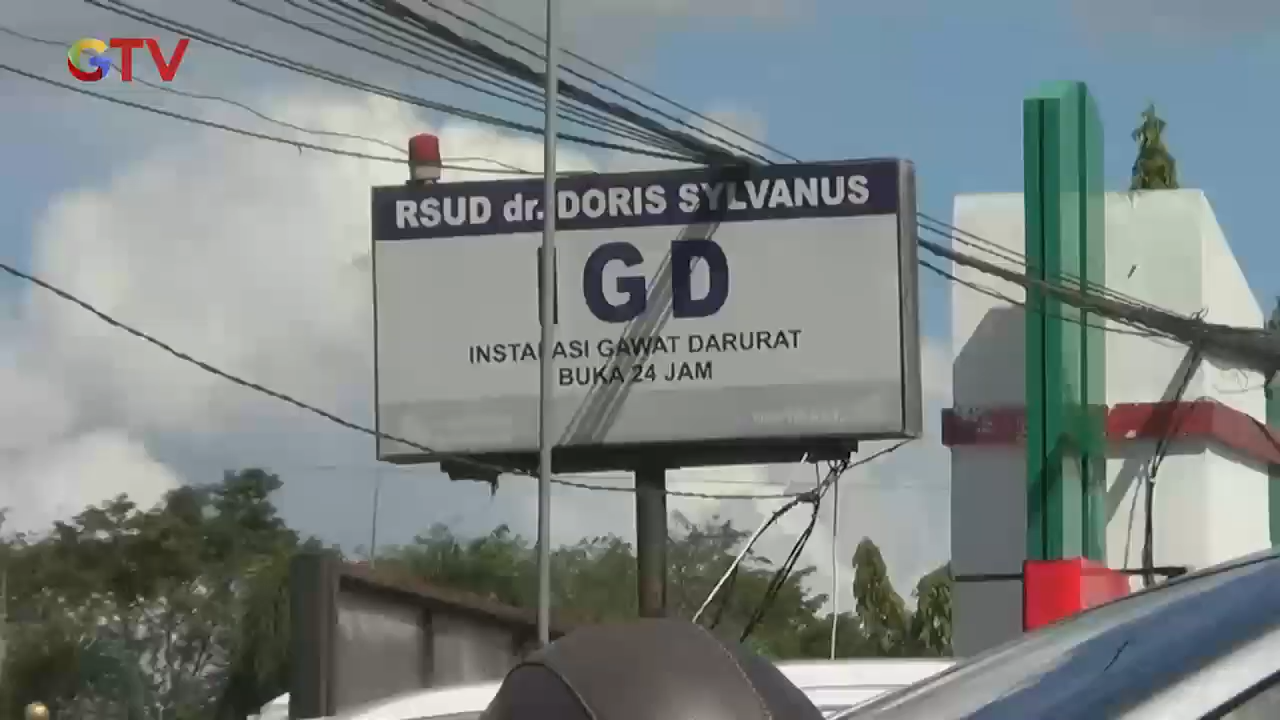 GTV
RSUD dr. DORIS SYLVANUS
IGD
INSTALASI GAWAT DARURAT
BUKA 24 JAM